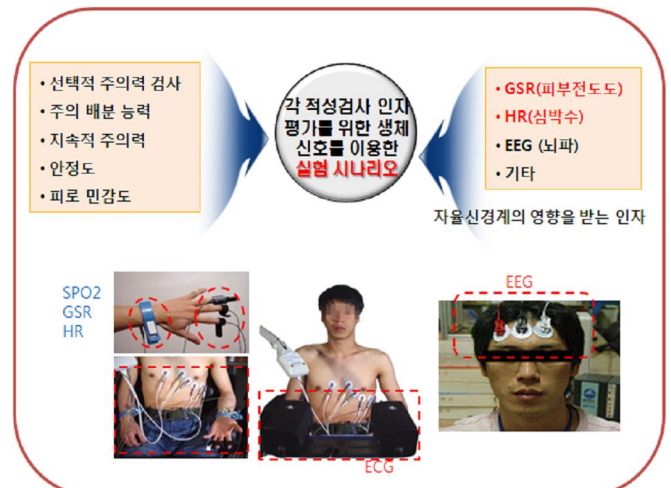 • 선택적 주의력 검사
• 주의 배분 능력
• 지속적 주의력
• 안정도
• 피로 민감도
각 적성검사 인자
평가를 위한 생체
신호를 이용한
실험 시나리오
• GSR(피부전도도)
• HR(심박수)
• EEG (뇌파)
• 기타
자율신경계의 영향을 받는 인자
SPO2
GSR
HR
ECG
EEG